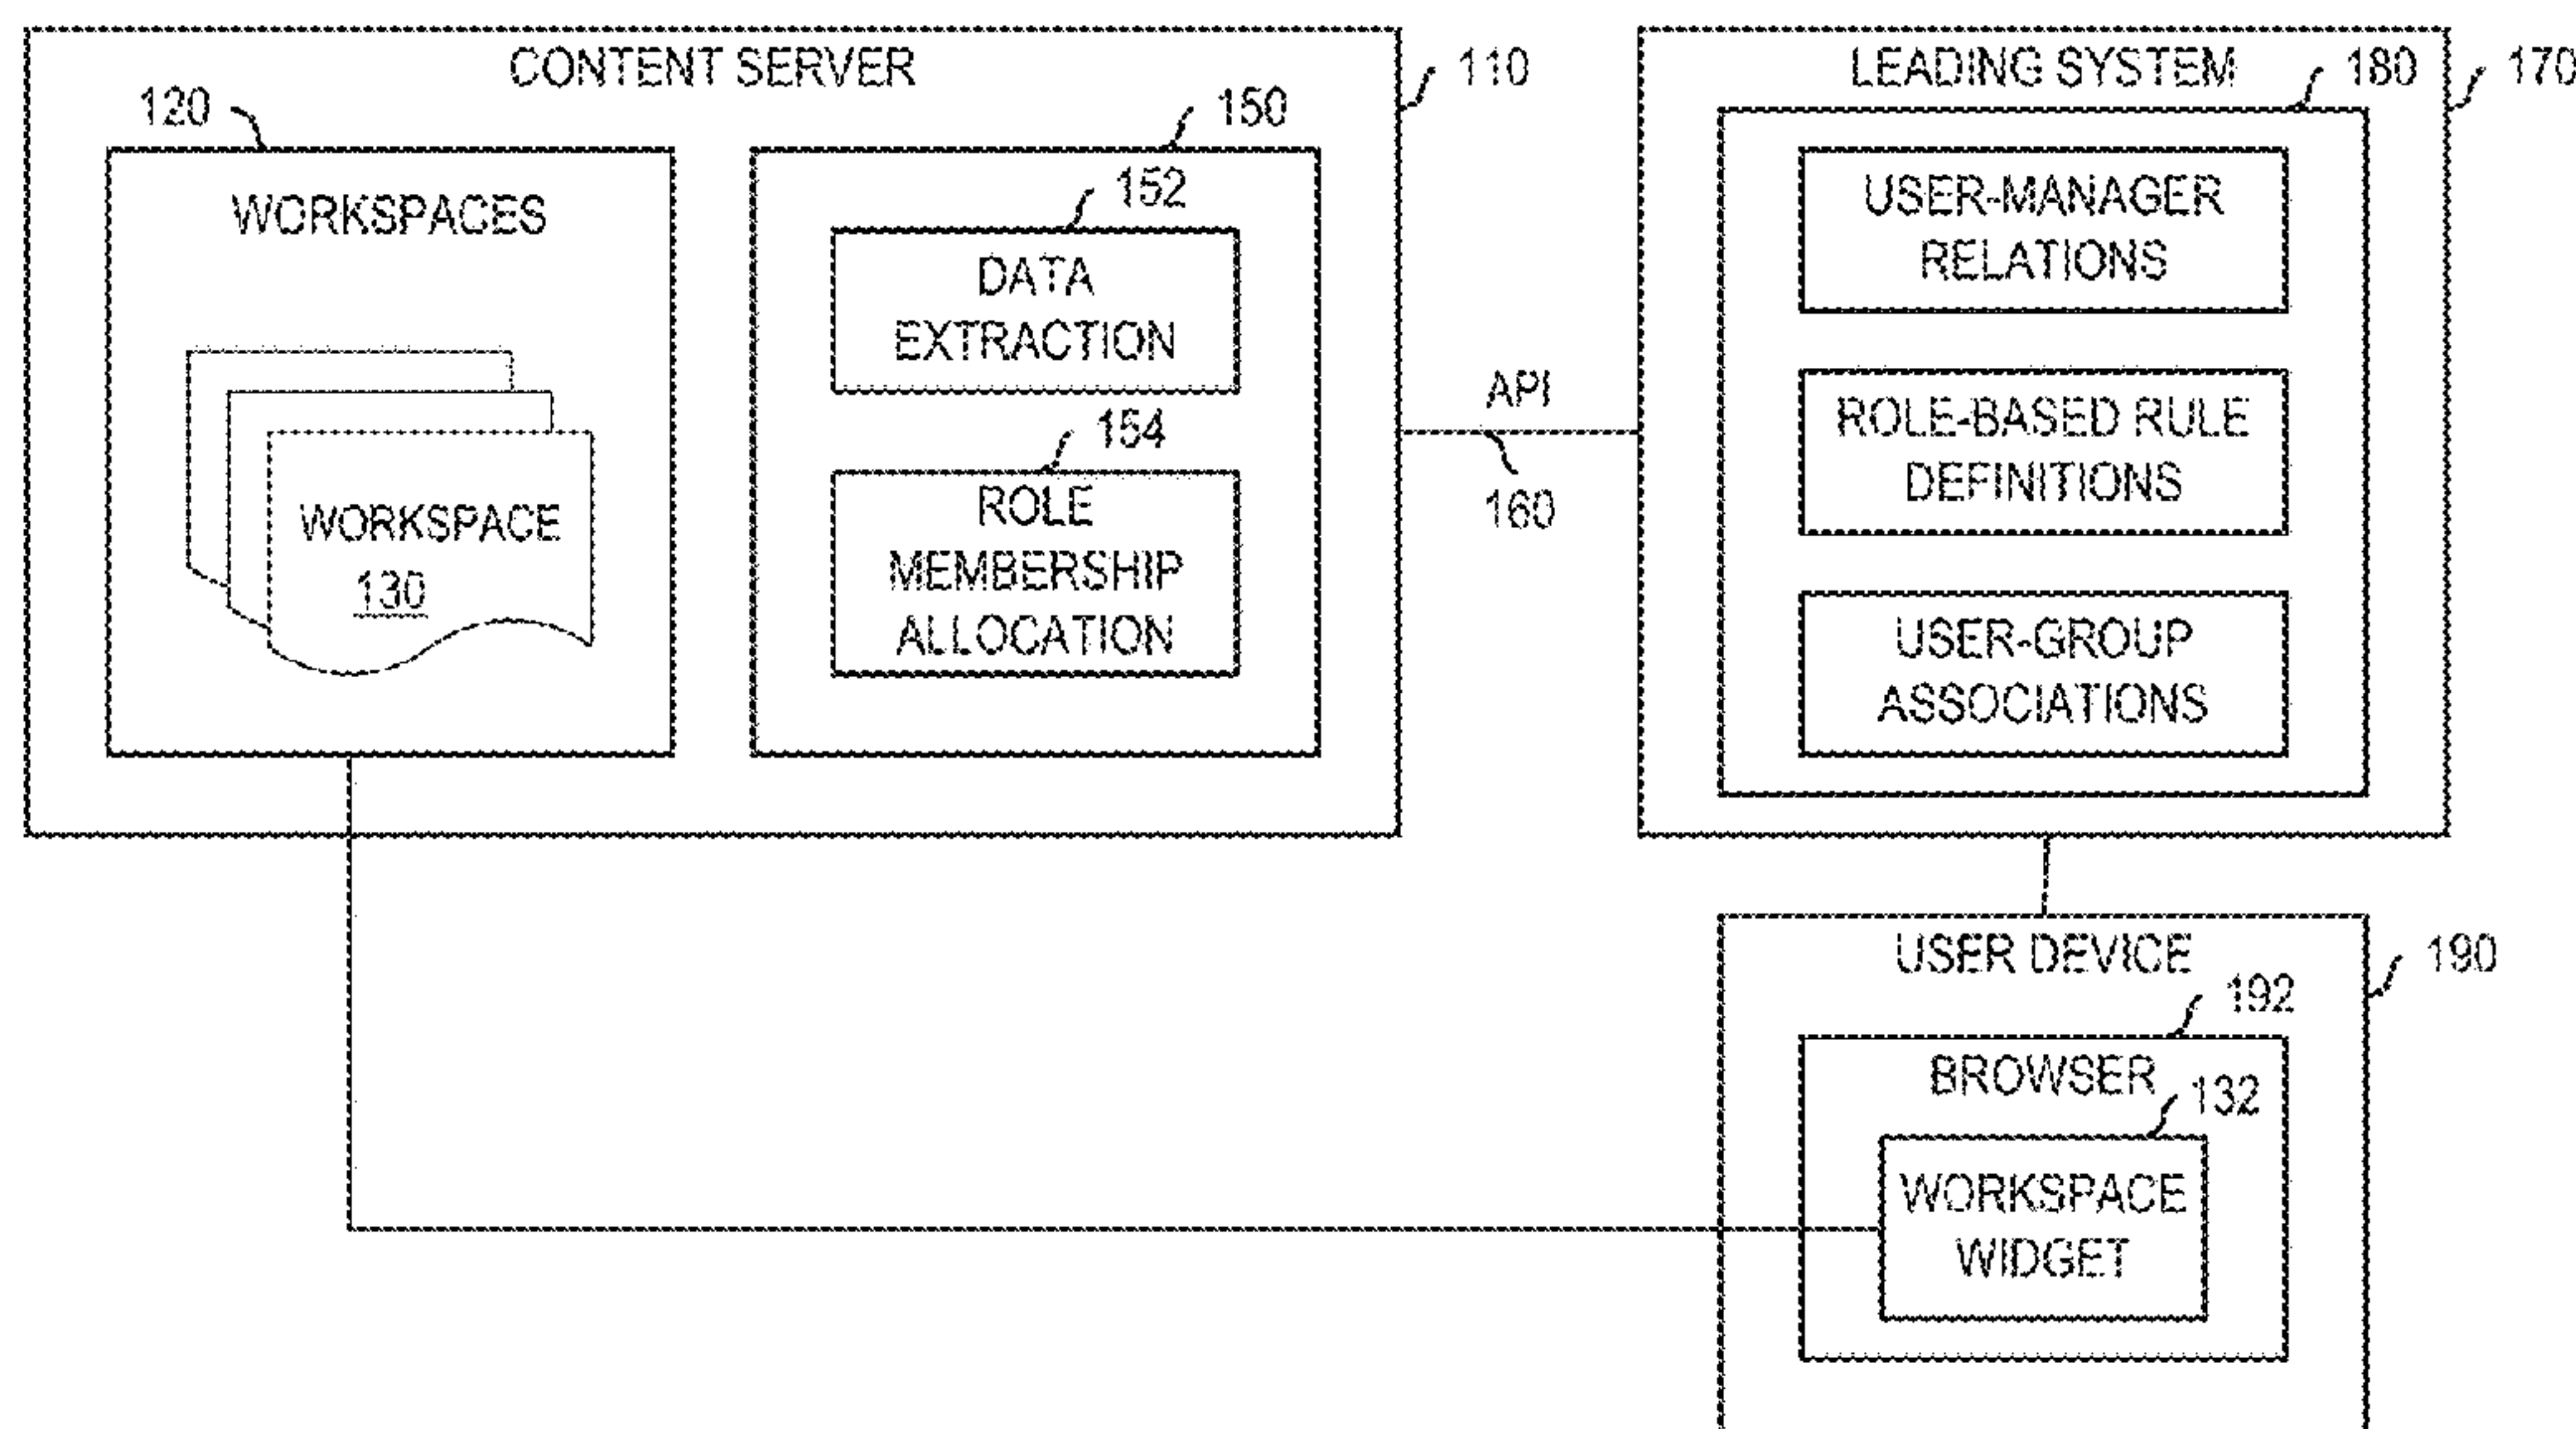 CONTENT SERVER
110
120
WORKSPACES
WORKSPACE
130
150
152
DATA
EXTRACTION
154
ROLE
MEMBERSHIP
ALLOCATION
API
160
LEADING SYSTEM
170
180
USER-MANAGER
RELATIONS
ROLE-BASED RULE
DEFINITIONS
USER-GROUP
ASSOCIATIONS
USER DEVICE
190
192
BROWSER
132
WORKSPACE
WIDGET